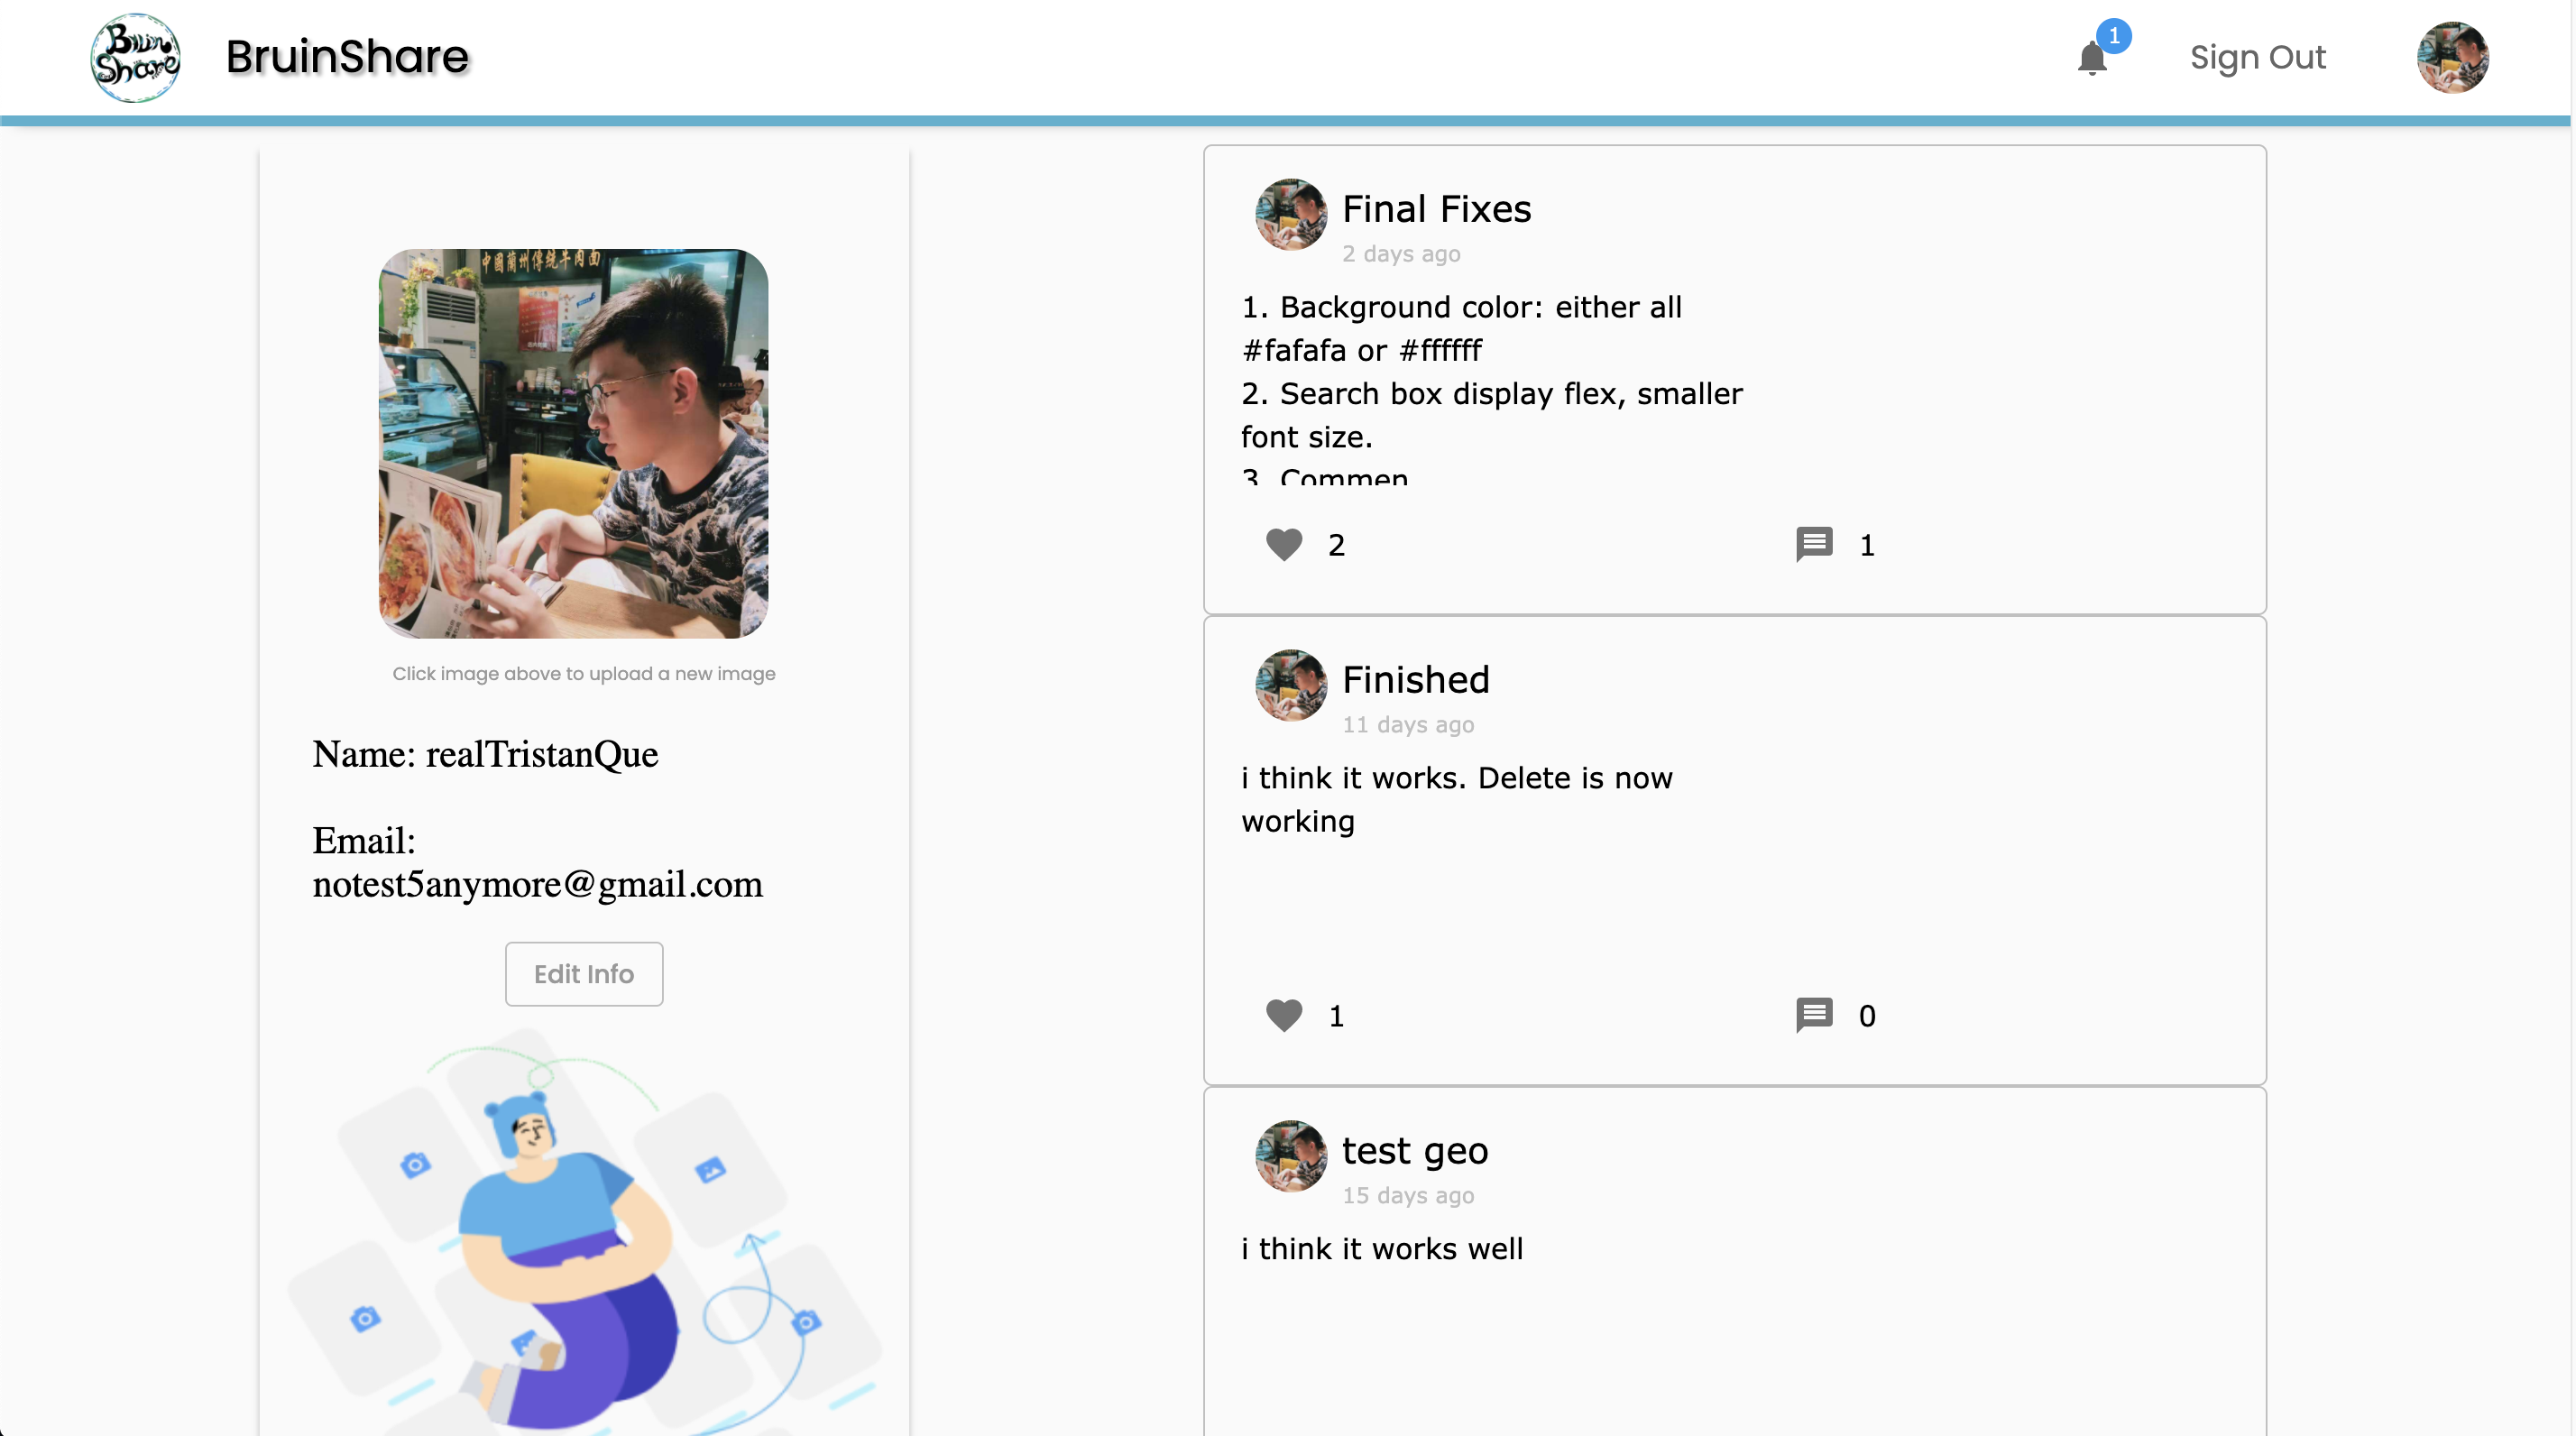 Bruin
Share
BruinShare
1
Sign Out
中國蘭州傳統牛肉面
Click image above to upload a new image
Name: realTristanQue
Email:
notest5anymore@gmail.com
Edit Info
Final Fixes
2 days ago
1. Background color: either all
#fafafa or #ffffff
2. Search box display flex, smaller
font size.
3. Commen
2
1
Finished
11 days ago
i think it works. Delete is now
working
1
0
test geo
15 days ago
i think it works well